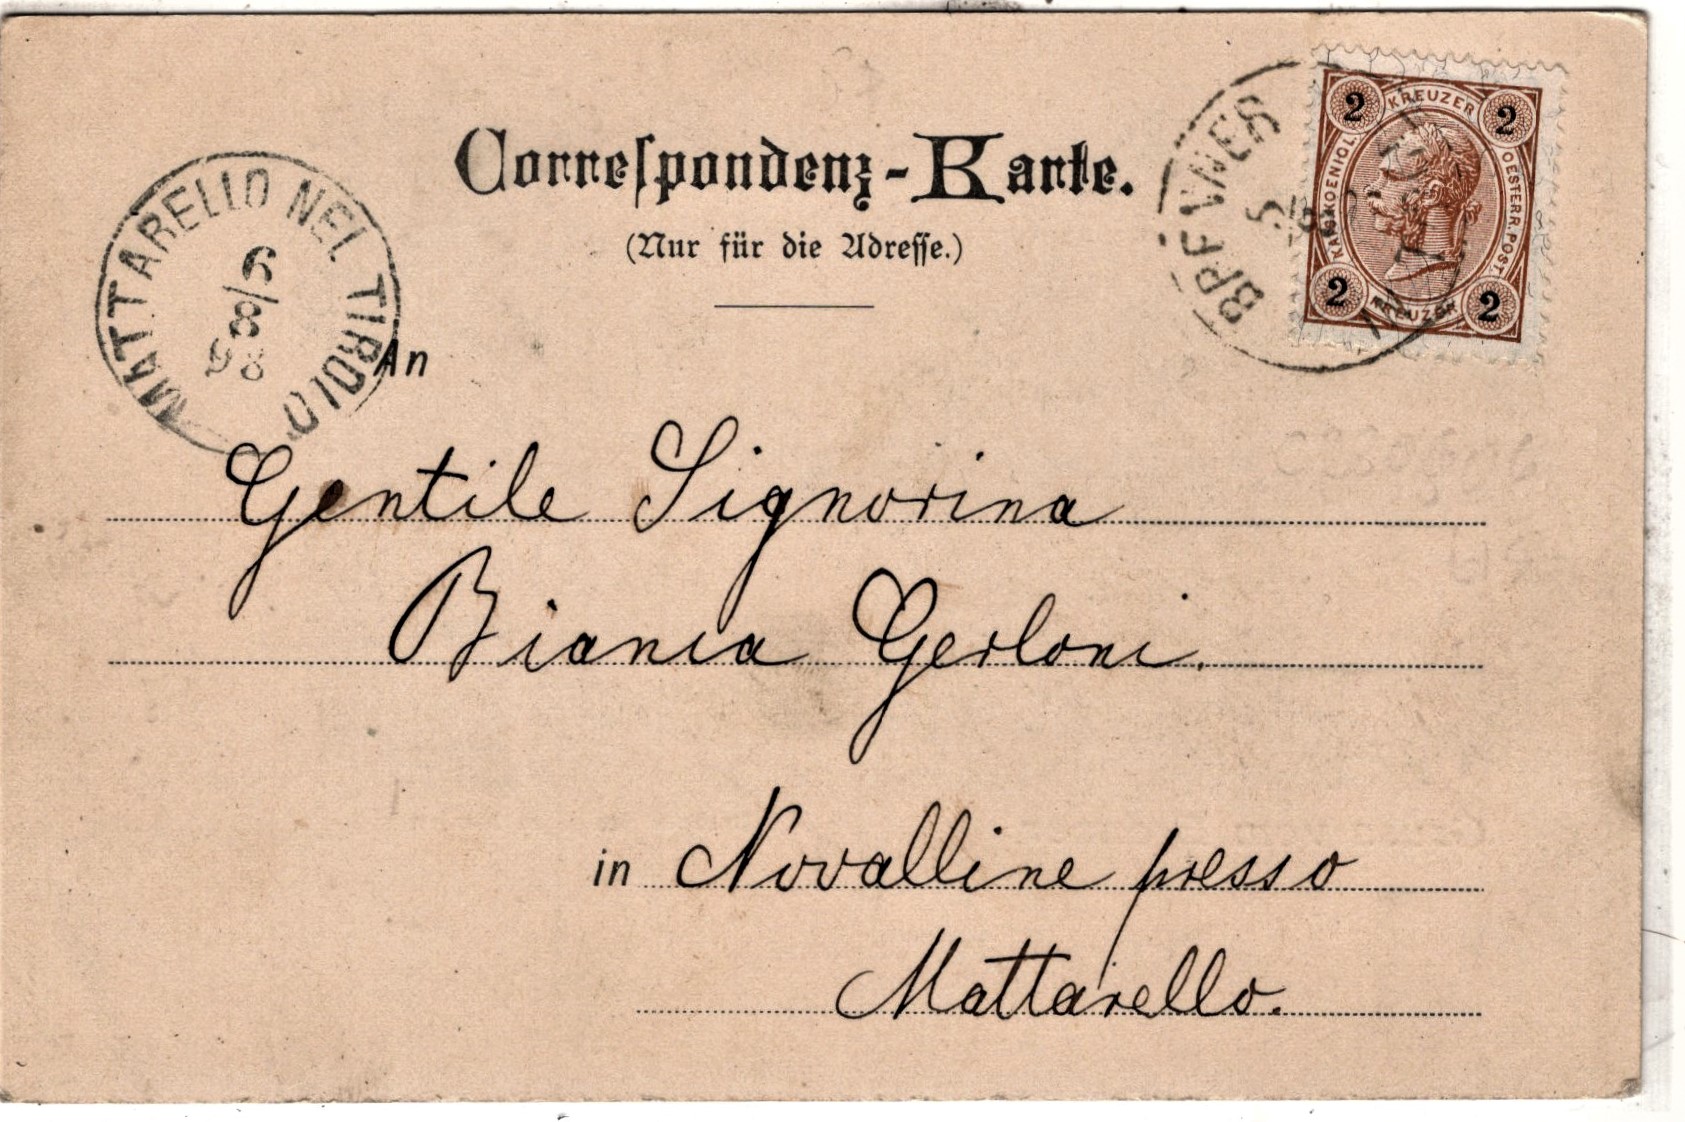 Correspondenz-Karte.
(Nur für die Adresse.)
2 KREUZER 2
KAIS. KOENIGL. OESTERR. POST.
2 KREUZER 2
MATTARELLO NEL TIROLO
6/8
98
An
Gentile Signorina
Bianca Gerloni.
in Novalline presso
Mattarello.